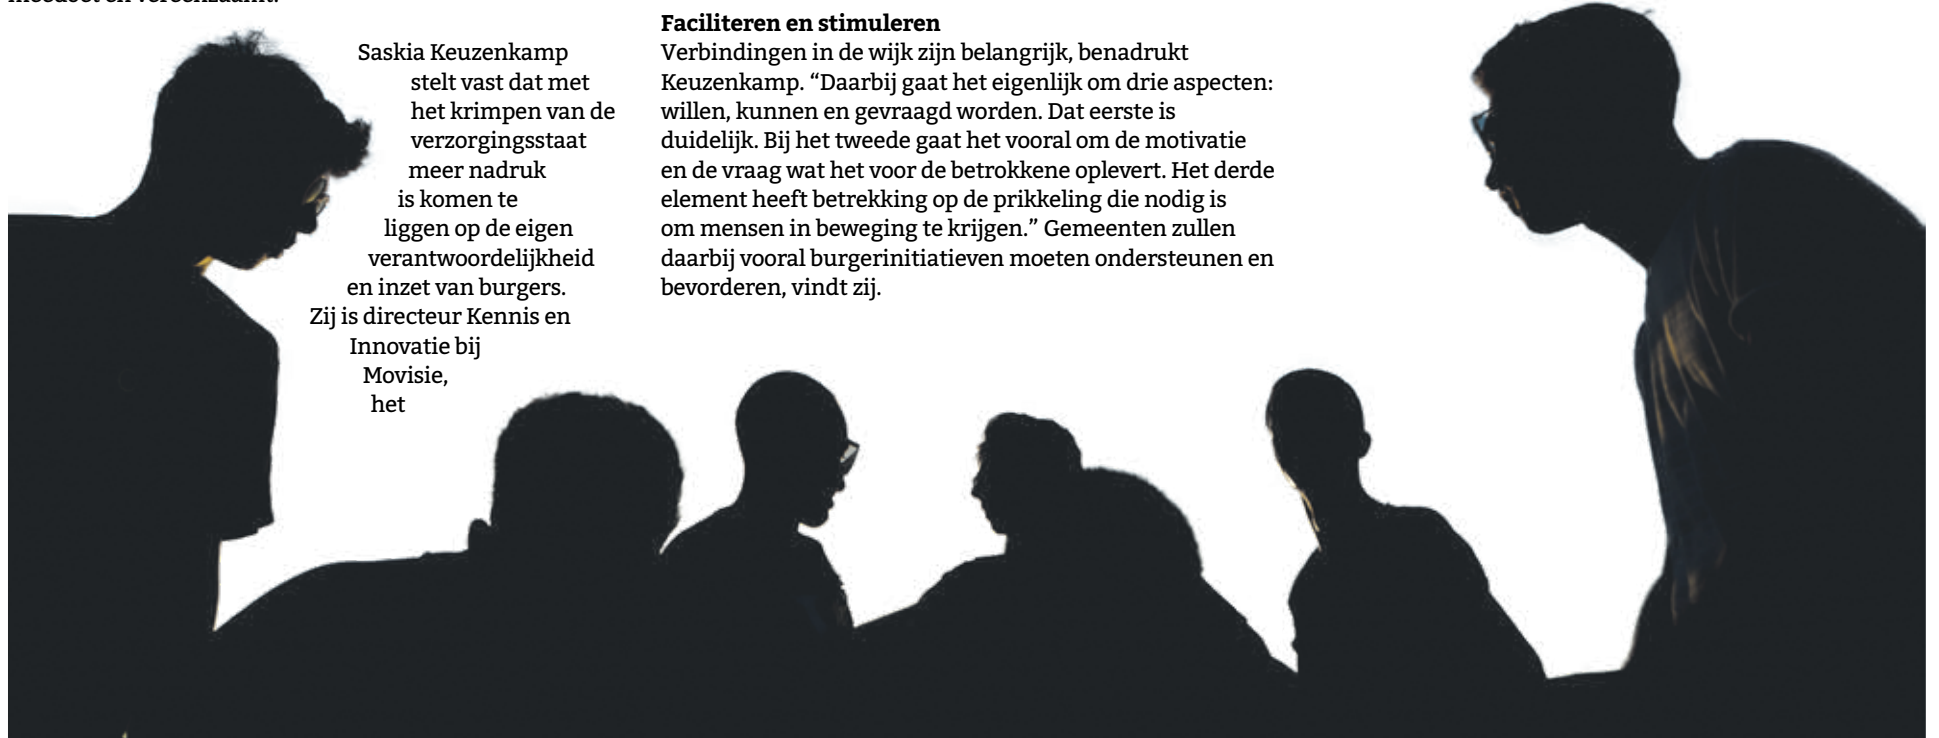 Saskia Keuzenkamp
stelt vast dat met
het krimpen van de
verzorgingsstaat
meer nadruk
is komen te
liggen op de eigen
verantwoordelijkheid
en inzet van burgers.
Zij is directeur Kennis en
Innovatie bij
Movisie,
het
Faciliteren en stimuleren
Verbindingen in de wijk zijn belangrijk, benadrukt
Keuzenkamp. “Daarbij gaat het eigenlijk om drie aspecten:
willen, kunnen en gevraagd worden. Dat eerste is
duidelijk. Bij het tweede gaat het vooral om de motivatie
en de vraag wat het voor de betrokkene oplevert. Het derde
element heeft betrekking op de prikkeling die nodig is
om mensen in beweging te krijgen.” Gemeenten zullen
daarbij vooral burgerinitiatieven moeten ondersteunen en
bevorderen, vindt zij.